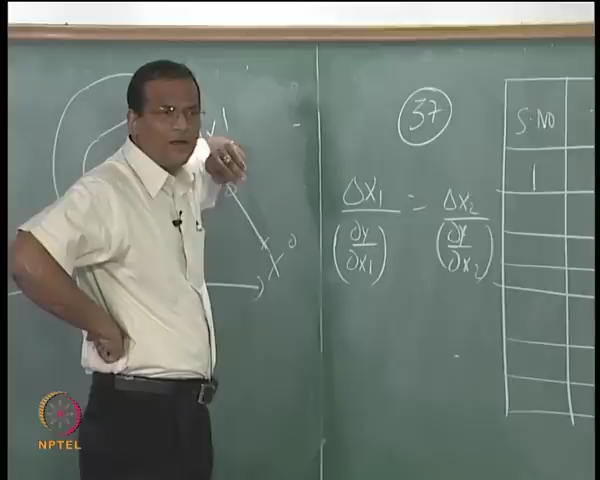 37
S.No
1
Δx₁/(∂y/∂x₁) = Δx₂/(∂y/∂x₂)
NPTEL